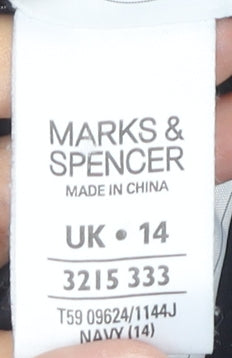 MARKS &
SPENCER
MADE IN CHINA
UK • 14
3215 333
T59 09624/1144J
NAVY (14)